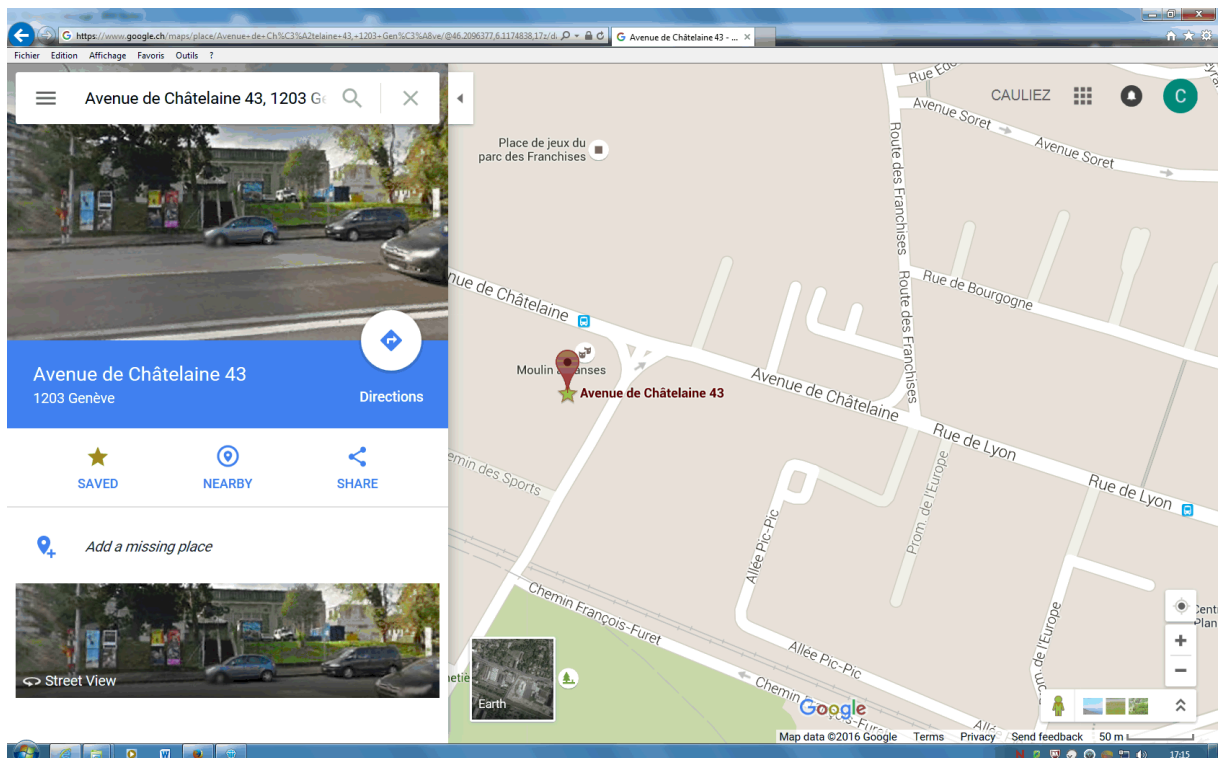 https://www.google.ch/maps/place/Avenue+de+Ch%C3%A2telaine+43,+1203+Gen%C3%A8ve/@46.2096377,6.1174838,17z/d
Avenue de Châtelaine 43 - ...
Fichier Edition Affichage Favoris Outils ?
Avenue de Châtelaine 43, 1203 Ge
Avenue de Châtelaine 43
1203 Genève
Directions
SAVED
NEARBY
SHARE
Add a missing place
Street View
CAULIEZ
C
Avenue Soret
Avenue Soret
Place de jeux du
parc des Franchises
Route des Franchises
Route des Franchises
Rue de Bourgogne
nue de Châtelaine
Avenue de Châtelaine 43
Avenue de Châtelaine
Rue de Lyon
Rue de Lyon
emin des Sports
Prom. de l'Europe
Allée Pic-Pic
Chemin François-Furet
Allée Pic-Pic
de l'Europe
Earth
Google
Map data ©2016 Google Terms Privacy Send feedback 50 m
17:15